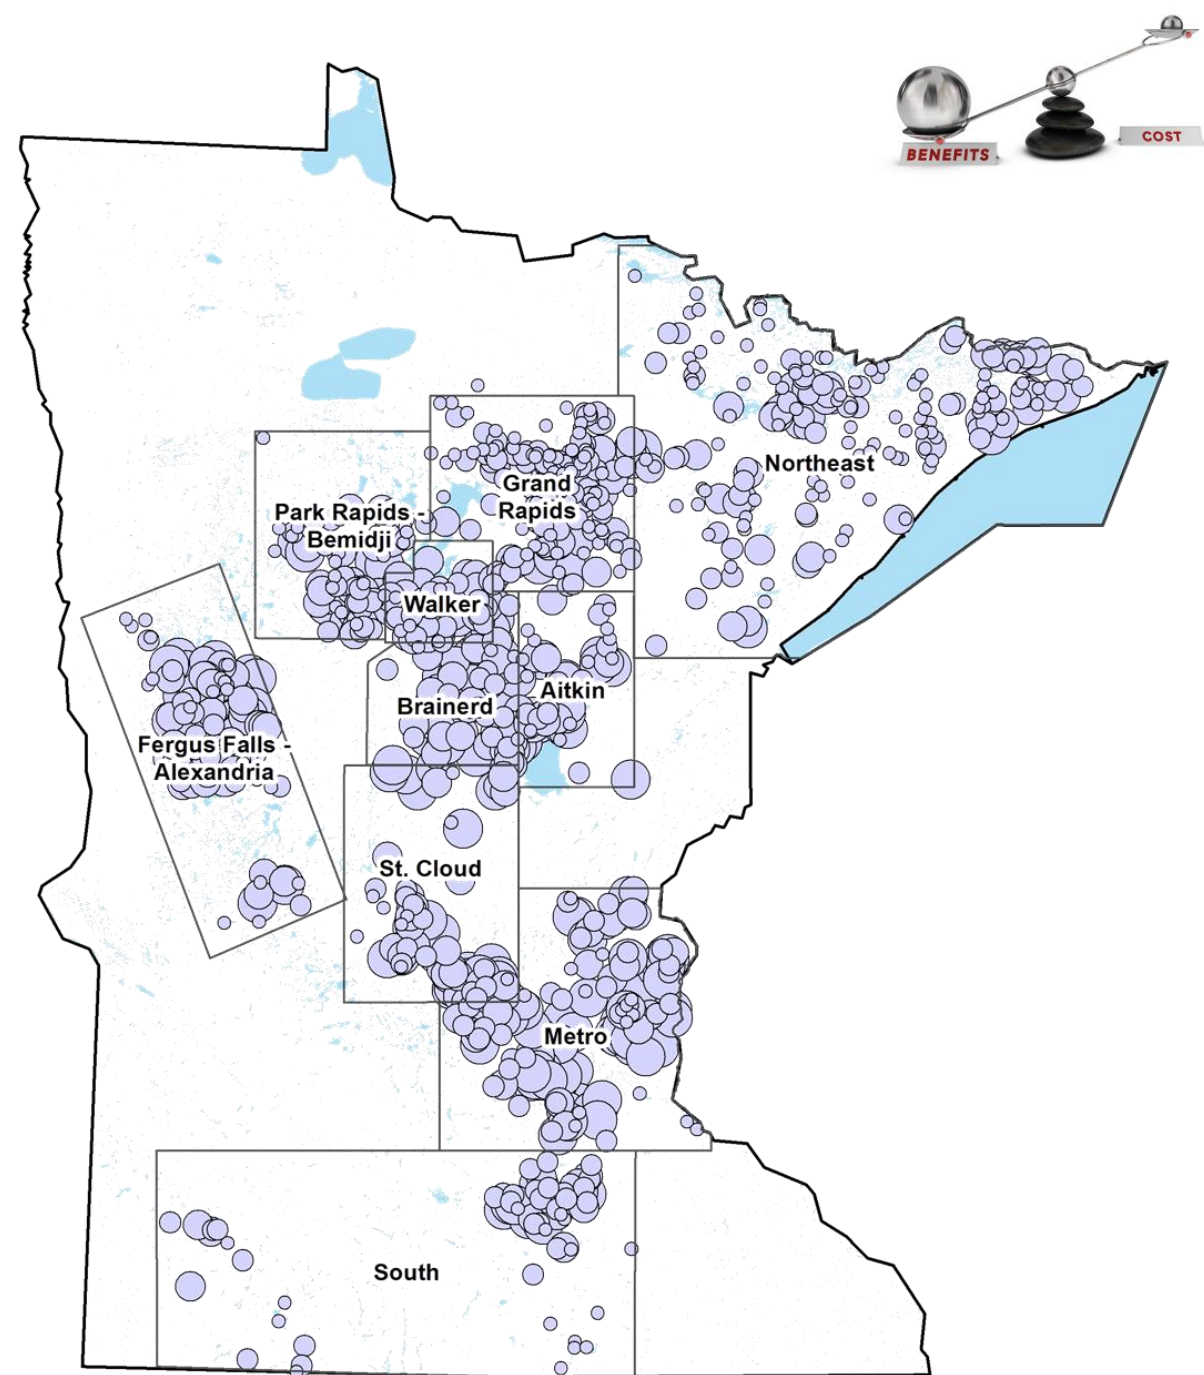 BENEFITS
COST
Northeast
Grand
Rapids
Park Rapids -
Bemidji
Walker
Aitkin
Brainerd
Fergus Falls -
Alexandria
St. Cloud
Metro
South